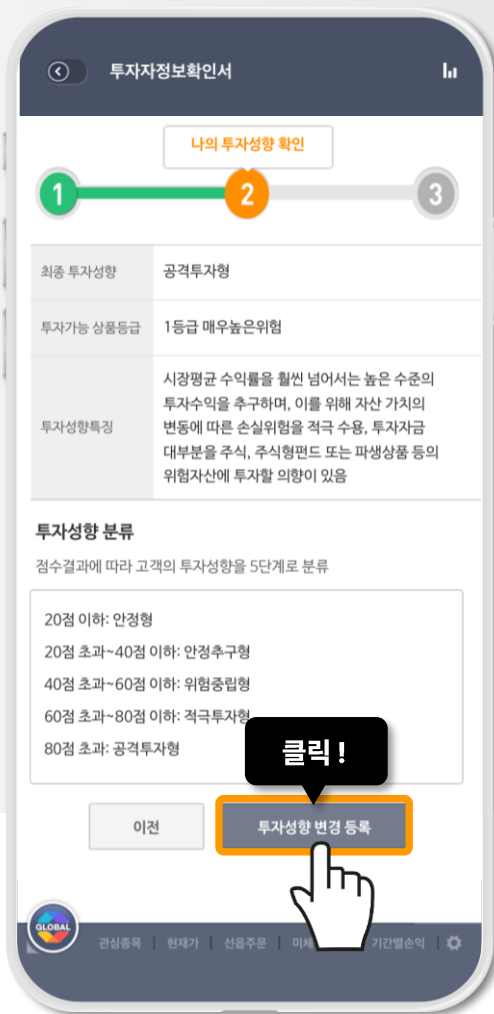 투자자정보확인서
나의 투자성향 확인
1
2
3
최종 투자성향
공격투자형
투자가능 상품등급
1등급 매우높은위험
투자성향특징
시장평균 수익률을 훨씬 넘어서는 높은 수준의
투자수익을 추구하며, 이를 위해 자산 가치의
변동에 따른 손실위험을 적극 수용, 투자자금
대부분을 주식, 주식형펀드 또는 파생상품 등의
위험자산에 투자할 의향이 있음
투자성향 분류
점수결과에 따라 고객의 투자성향을 5단계로 분류
20점 이하: 안정형
20점 초과~40점 이하: 안정추구형
40점 초과~60점 이하: 위험중립형
60점 초과~80점 이하: 적극투자형
80점 초과: 공격투자형
클릭 !
이전
투자성향 변경 등록
GLOBAL
관심종목
현재가
선옵주문
기간별손익